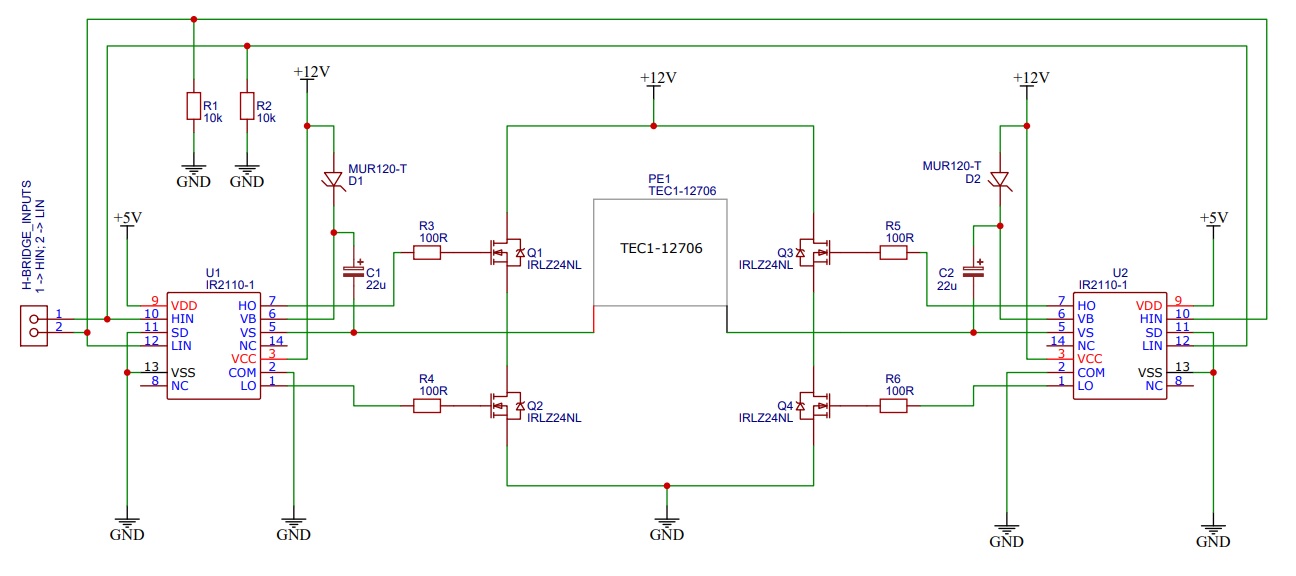 +12V
+12V
+12V
R1
10k
R2
10k
GND
GND
MUR120-T
D1
MUR120-T
D2
PE1
TEC1-12706
TEC1-12706
H-BRIDGE_INPUTS
1 -> HIN; 2 -> LIN
+5V
+5V
R3
100R
R5
100R
Q1
IRLZ24NL
Q3
IRLZ24NL
C1
22u
C2
22u
U1
IR2110-1
U2
IR2110-1
1
2
9 VDD
10 HIN
11 SD
12 LIN
13 VSS
8 NC
HO 7
VB 6
VS 5
NC 14
VCC 3
COM 2
LO 1
7 HO
6 VB
5 VS
14 NC
3 VCC
2 COM
1 LO
VDD 9
HIN 10
SD 11
LIN 12
VSS 13
NC 8
R4
100R
R6
100R
Q2
IRLZ24NL
Q4
IRLZ24NL
GND
GND
GND
GND
GND